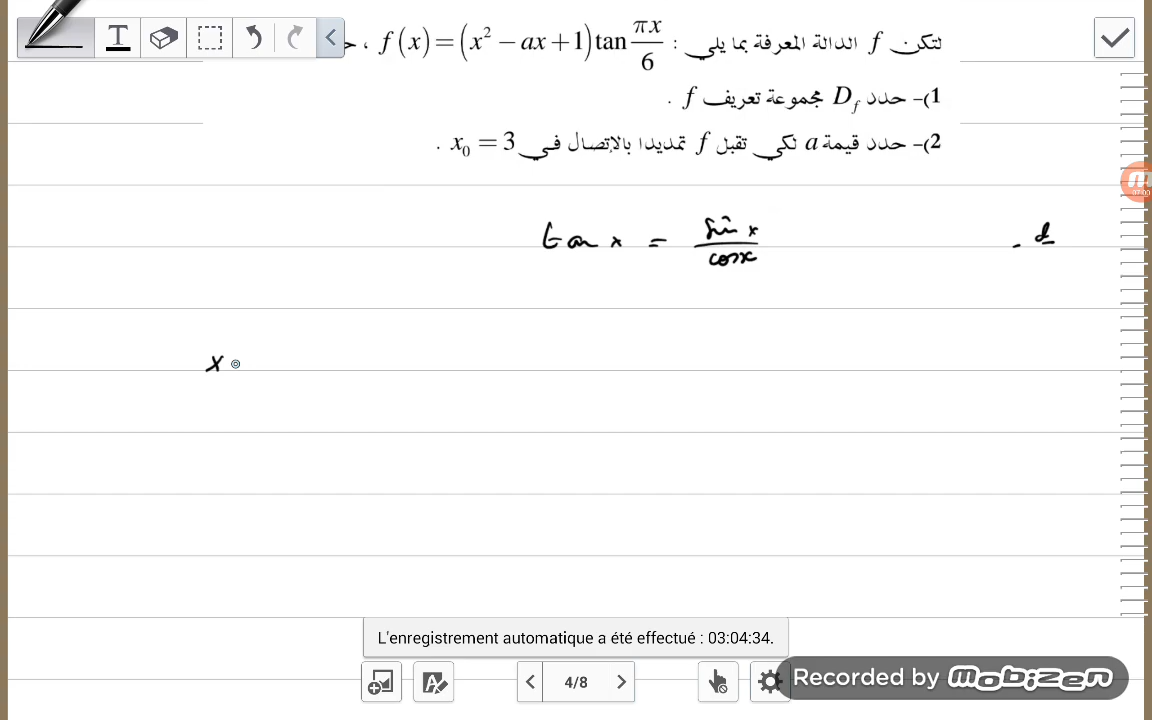 T
لتكن f الدالة المعرفة بما يلي : f(x)=(x² − ax + 1) tan πx/6 ، حـ
1)- حدد D_f مجموعة تعريف f .
2)- حدد قيمة a لكي تقبل f تمديدا بالإتصال في x₀ = 3 .
tan x = sin x / cos x
x
L'enregistrement automatique a été effectué : 03:04:34.
A
4/8
Recorded by mobizen